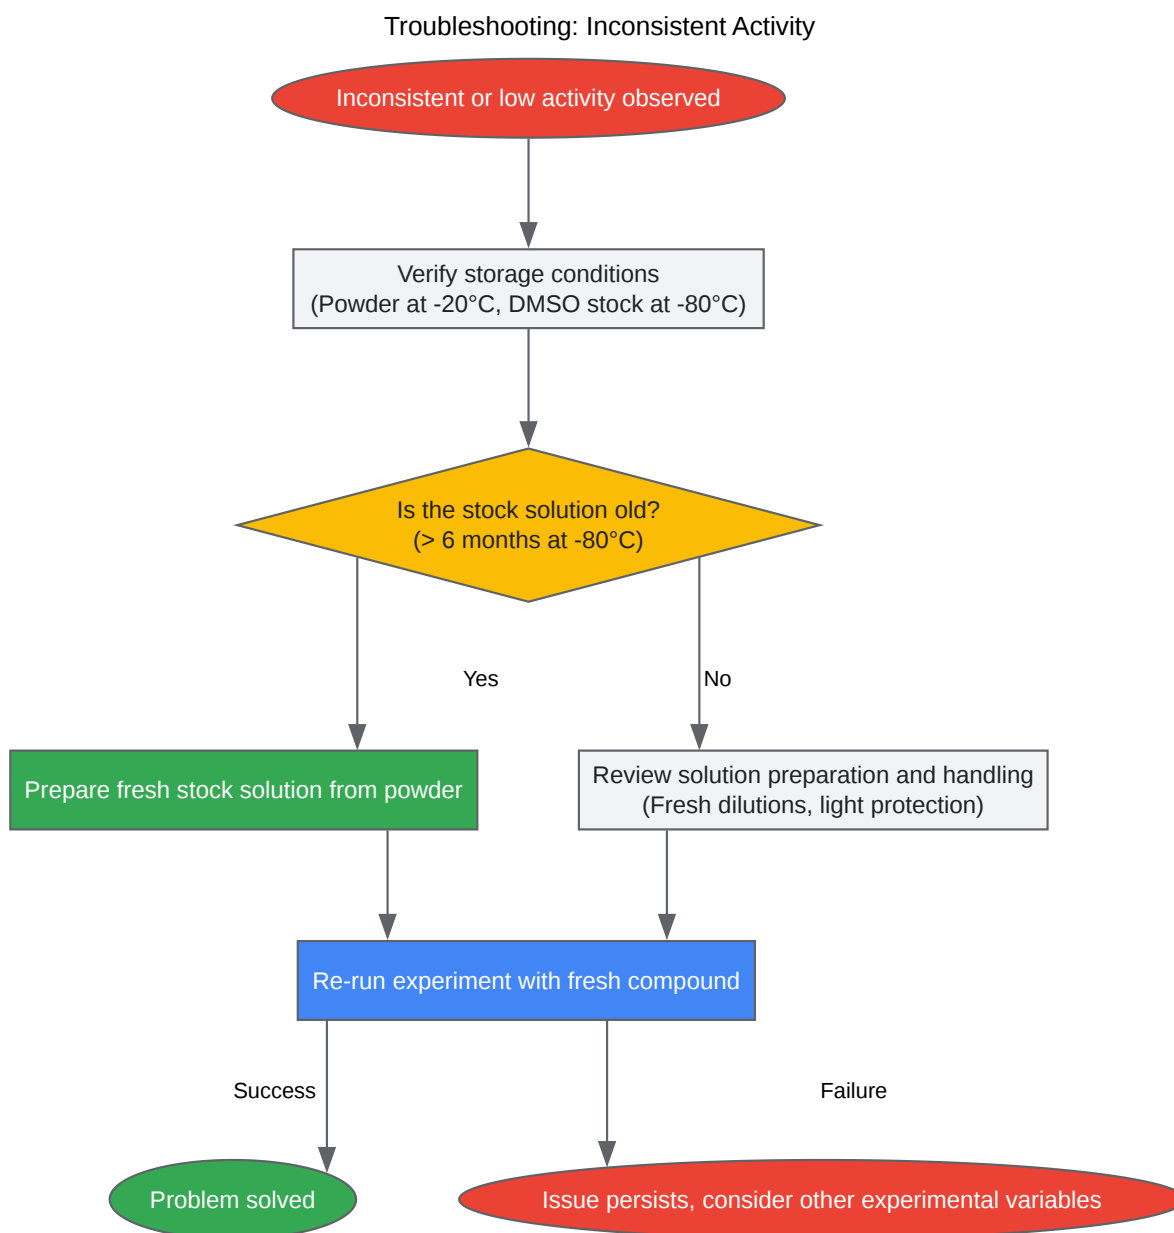 Troubleshooting: Inconsistent Activity
Inconsistent or low activity observed
Verify storage conditions
(Powder at -20°C, DMSO stock at -80°C)
Is the stock solution old?
(> 6 months at -80°C)
Yes
No
Prepare fresh stock solution from powder
Review solution preparation and handling
(Fresh dilutions, light protection)
Re-run experiment with fresh compound
Success
Failure
Problem solved
Issue persists, consider other experimental variables